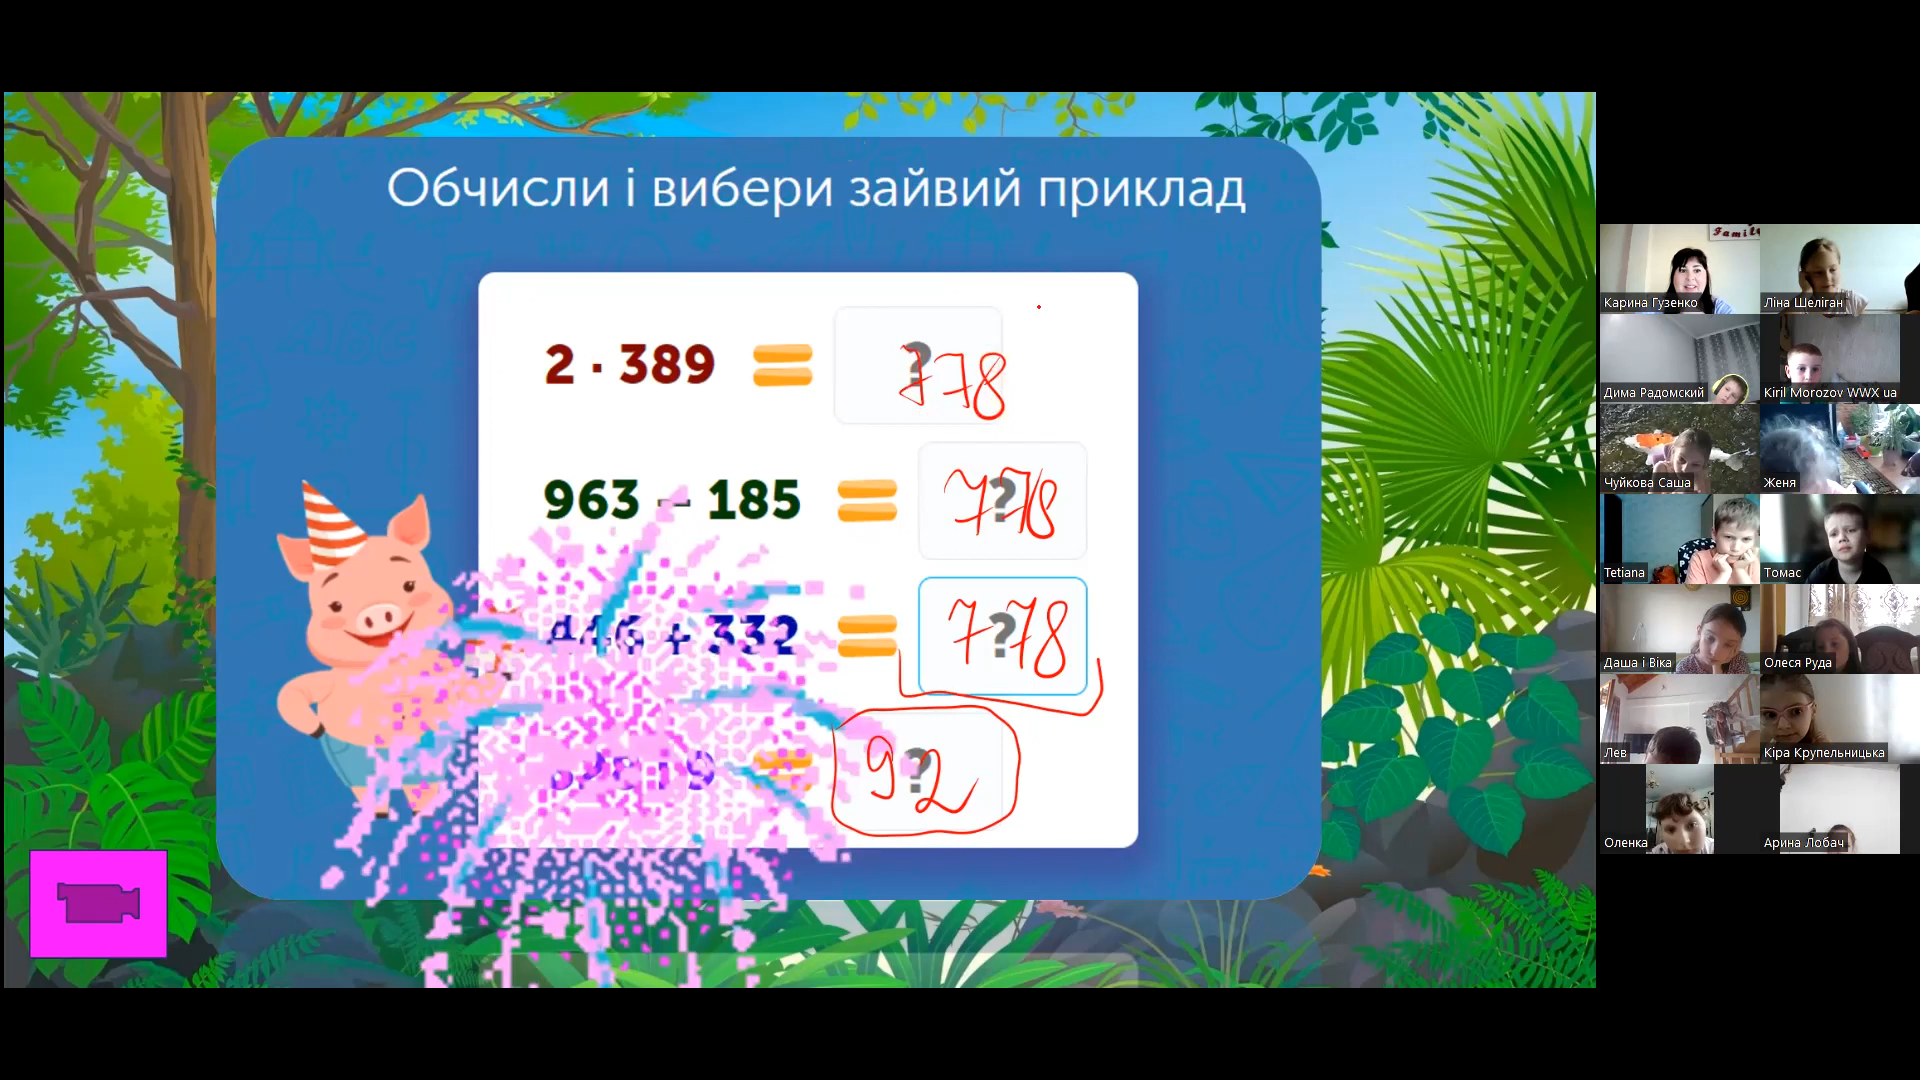 Обчисли і вибери зайвий приклад
2 · 389 = ? 778
963 - 185 = ? 778
446 + 332 = ? 778
= ? 92
Family
Карина Гузенко
Ліна Шеліган
Дима Радомский
Kiril Morozov WWX ua
Чуйкова Саша
Женя
Tetiana
Томас
Даша і Віка
Олеся Руда
Лев
Кіра Крупельницька
Оленка
Арина Лобач